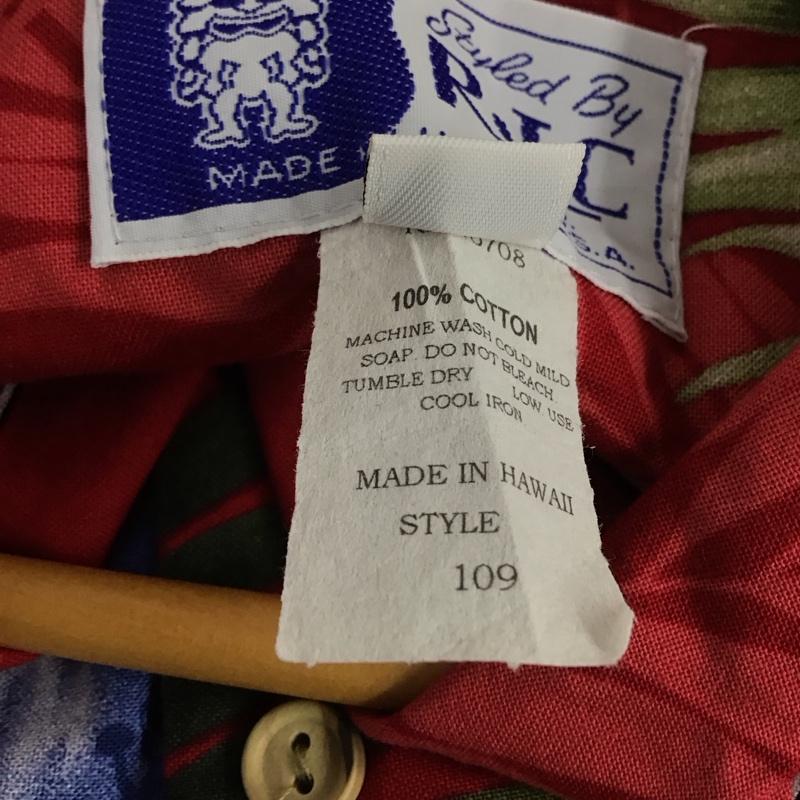 Styled By
MADE
U.S.A.
100% COTTON
MACHINE WASH COLD MILD
SOAP. DO NOT BLEACH.
TUMBLE DRY LOW. USE
COOL IRON
MADE IN HAWAII
STYLE
109